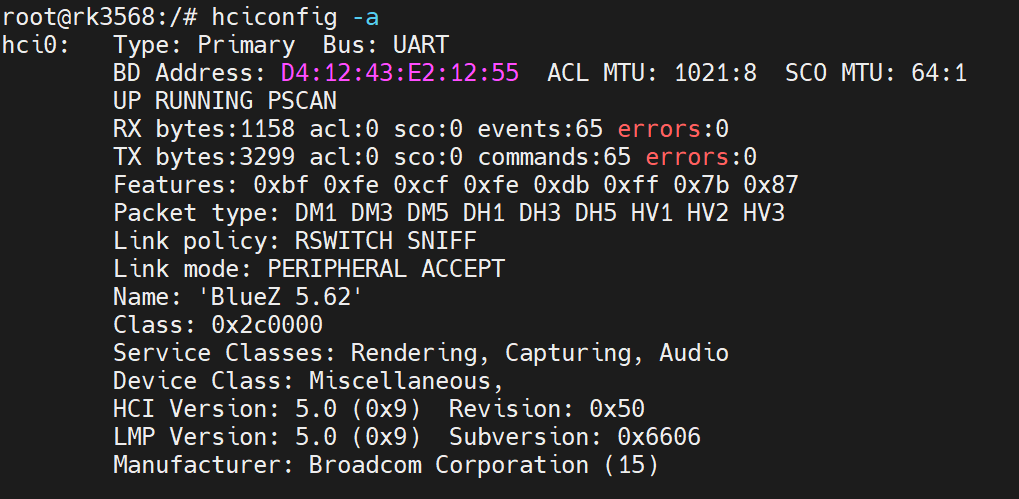 root@rk3568:/# hciconfig -a
hci0:   Type: Primary  Bus: UART
        BD Address: D4:12:43:E2:12:55  ACL MTU: 1021:8  SCO MTU: 64:1
        UP RUNNING PSCAN
        RX bytes:1158 acl:0 sco:0 events:65 errors:0
        TX bytes:3299 acl:0 sco:0 commands:65 errors:0
        Features: 0xbf 0xfe 0xcf 0xfe 0xdb 0xff 0x7b 0x87
        Packet type: DM1 DM3 DM5 DH1 DH3 DH5 HV1 HV2 HV3
        Link policy: RSWITCH SNIFF
        Link mode: PERIPHERAL ACCEPT
        Name: 'BlueZ 5.62'
        Class: 0x2c0000
        Service Classes: Rendering, Capturing, Audio
        Device Class: Miscellaneous,
        HCI Version: 5.0 (0x9)  Revision: 0x50
        LMP Version: 5.0 (0x9)  Subversion: 0x6606
        Manufacturer: Broadcom Corporation (15)